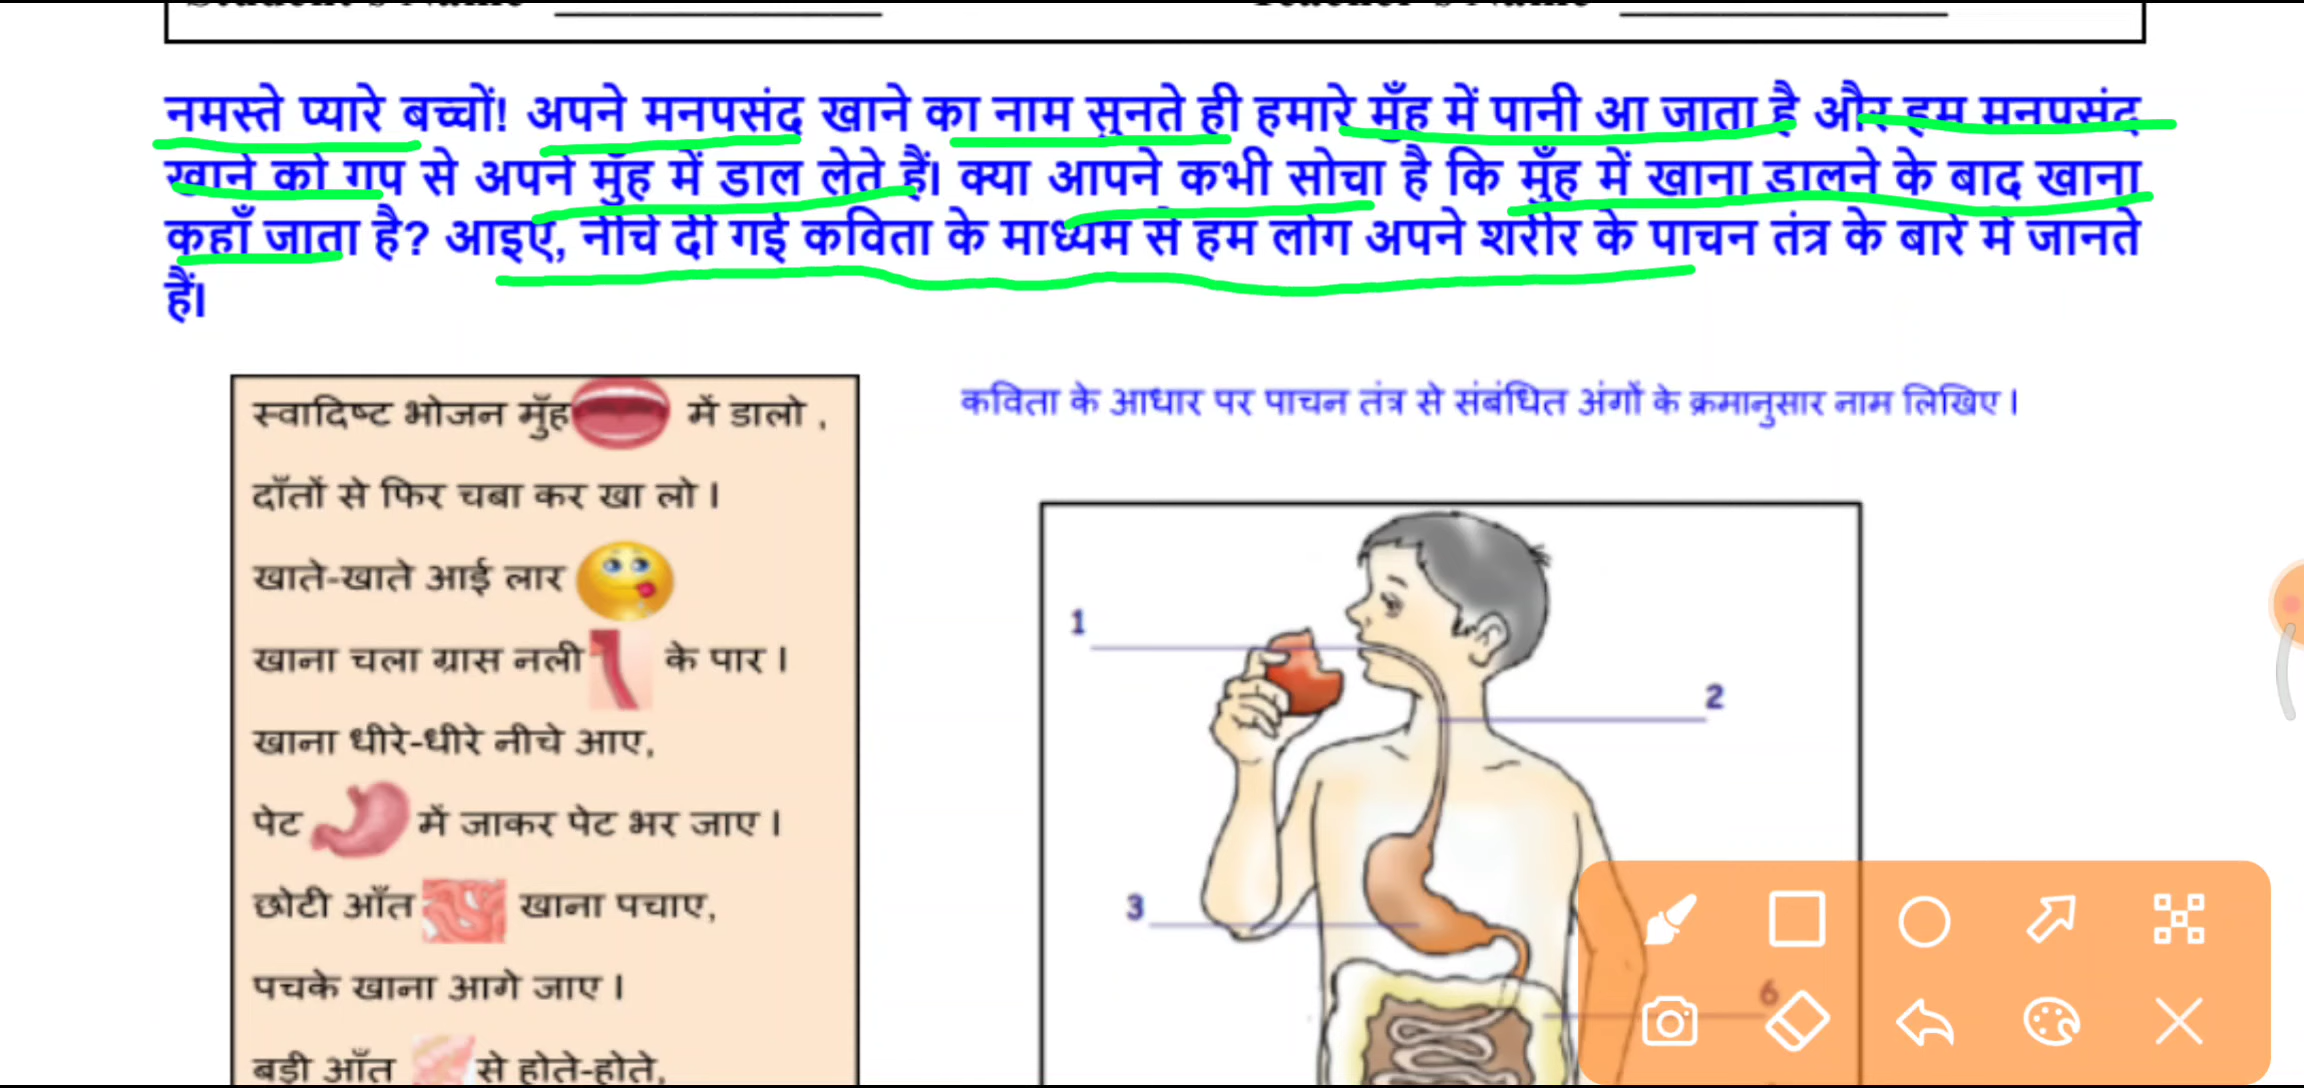 नमस्ते प्यारे बच्चों! अपने मनपसंद खाने का नाम सुनते ही हमारे मुँह में पानी आ जाता है और हम मनपसंद
खाने को गप से अपने मुँह में डाल लेते हैं। क्या आपने कभी सोचा है कि मुँह में खाना डालने के बाद खाना
कहाँ जाता है? आइए, नीचे दी गई कविता के माध्यम से हम लोग अपने शरीर के पाचन तंत्र के बारे में जानते
हैं।
स्वादिष्ट भोजन मुँह में डालो ,
दाँतों से फिर चबा कर खा लो ।
खाते-खाते आई लार
खाना चला ग्रास नली के पार ।
खाना धीरे-धीरे नीचे आए,
पेट में जाकर पेट भर जाए ।
छोटी आँत खाना पचाए,
पचके खाना आगे जाए ।
बड़ी आँत से होते-होते,
कविता के आधार पर पाचन तंत्र से संबंधित अंगों के क्रमानुसार नाम लिखिए ।
1
2
3
6